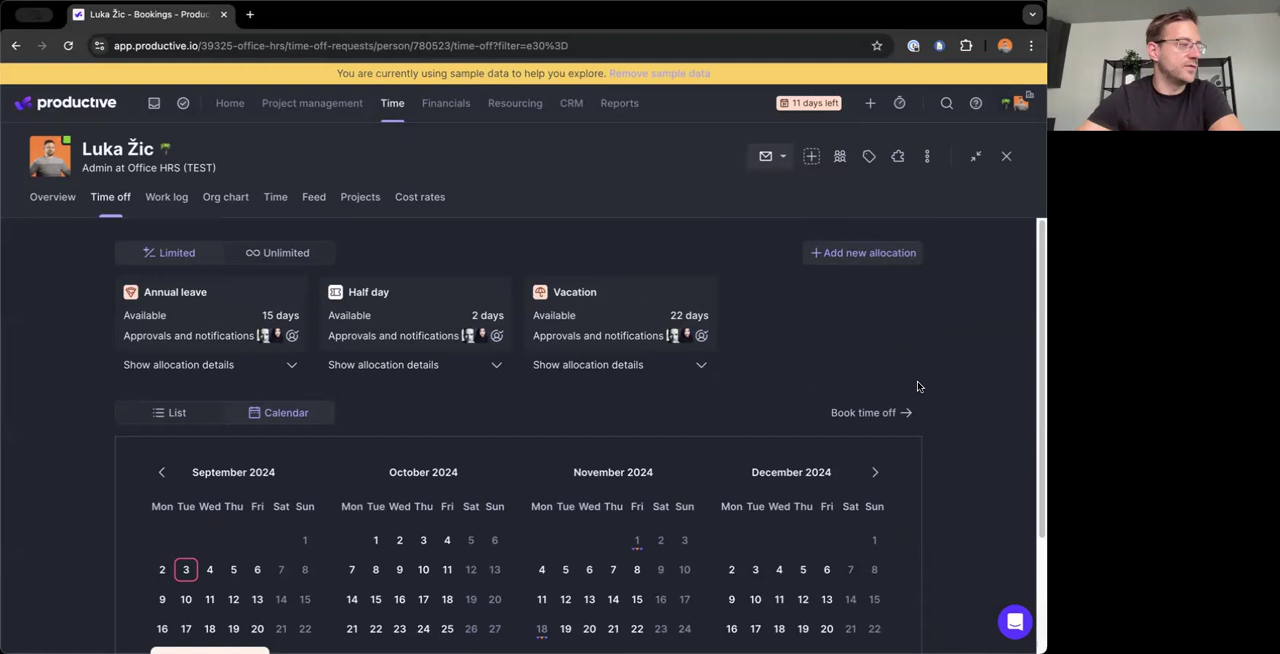 Luka Žic - Bookings - Produc
app.productive.io/39325-office-hrs/time-off-requests/person/780523/time-off?filter=e30%3D
You are currently using sample data to help you explore. Remove sample data
productive Home Project management Time Financials Resourcing CRM Reports 11 days left
Luka Žic
Admin at Office HRS (TEST)
Overview Time off Work log Org chart Time Feed Projects Cost rates
Limited Unlimited Add new allocation
Annual leave Half day Vacation
Available 15 days Available 2 days Available 22 days
Approvals and notifications Approvals and notifications Approvals and notifications
Show allocation details Show allocation details Show allocation details
List Calendar Book time off
September 2024 October 2024 November 2024 December 2024
Mon Tue Wed Thu Fri Sat Sun Mon Tue Wed Thu Fri Sat Sun Mon Tue Wed Thu Fri Sat Sun Mon Tue Wed Thu Fri Sat Sun
1 1 2 3 4 5 6 1 2 3 1
2 3 4 5 6 7 8 7 8 9 10 11 12 13 4 5 6 7 8 9 10 2 3 4 5 6 7 8
9 10 11 12 13 14 15 14 15 16 17 18 19 20 11 12 13 14 15 16 17 9 10 11 12 13 14 15
16 17 18 19 20 21 22 21 22 23 24 25 26 27 18 19 20 21 22 23 24 16 17 18 19 20 21 22